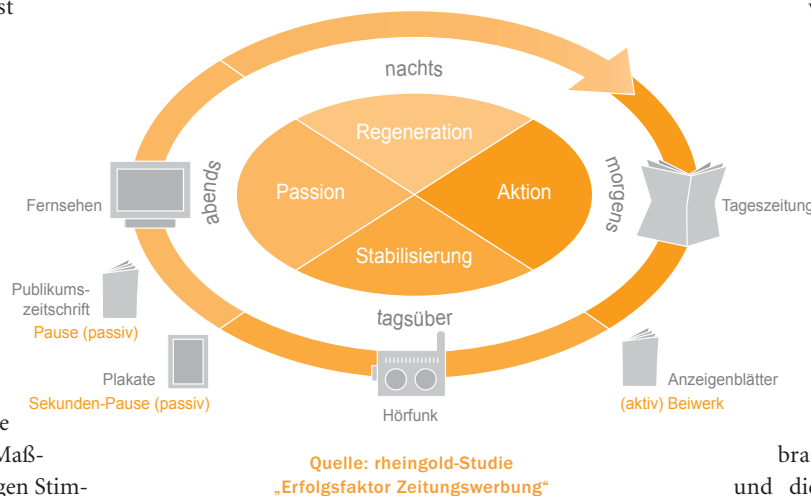 st
nachts
Regeneration
abends
Passion
Aktion
morgens
Fernsehen
Tageszeitung
Stabilisierung
Publikums-
zeitschrift
Pause (passiv)
tagsüber
Plakate
Sekunden-Pause (passiv)
Anzeigenblätter
(aktiv) Beiwerk
Hörfunk
e
Maß-
gen Stim-
Quelle: rheingold-Studie
„Erfolgsfaktor Zeitungswerbung“
bra
und die